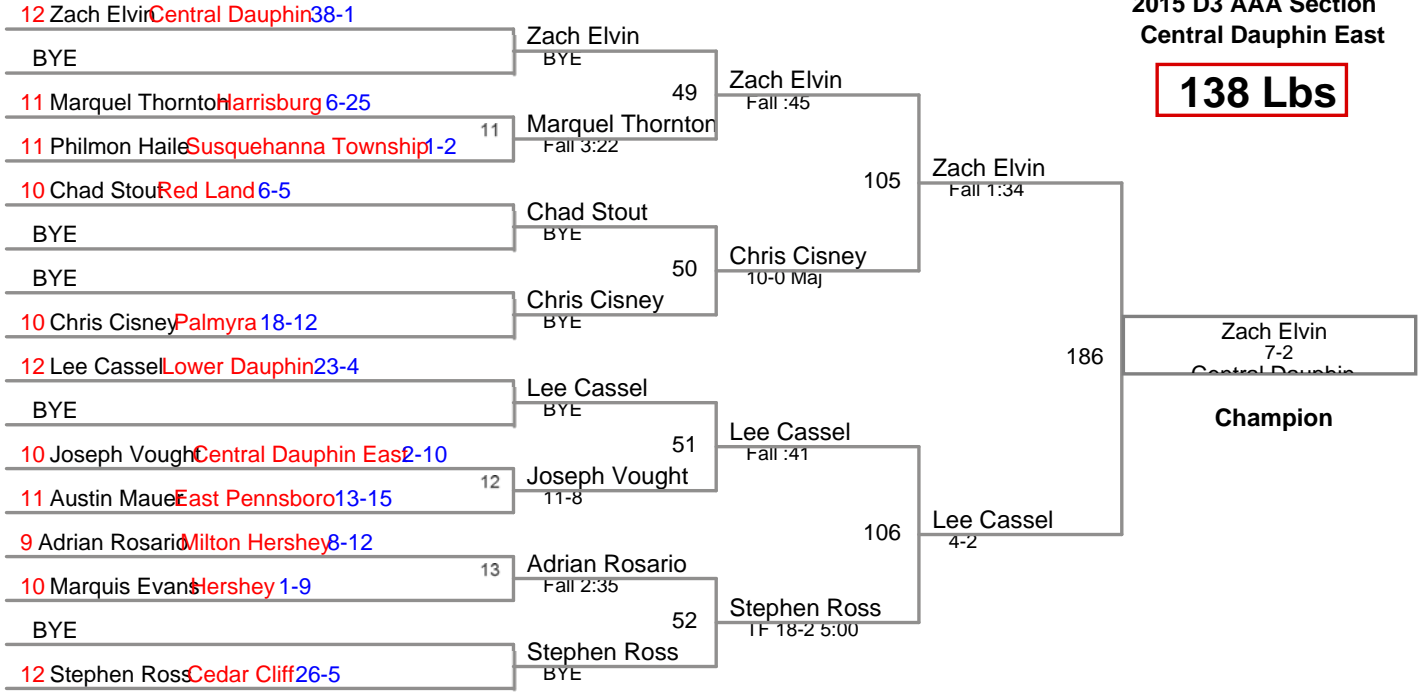 2015 D3 AAA Section
Central Dauphin East
138 Lbs
12 Zach Elvin Central Dauphin 38-1
BYE
11 Marquel Thornton Harrisburg 6-25
11 Philmon Haile Susquehanna Township 1-2
10 Chad Stout Red Land 6-5
BYE
BYE
10 Chris Cisney Palmyra 18-12
12 Lee Cassel Lower Dauphin 23-4
BYE
10 Joseph Vought Central Dauphin East 2-10
11 Austin Mauer East Pennsboro 13-15
9 Adrian Rosario Milton Hershey 8-12
10 Marquis Evans Hershey 1-9
BYE
12 Stephen Ross Cedar Cliff 26-5
Zach Elvin
BYE
11
Marquel Thornton
Fall 3:22
Chad Stout
BYE
Chris Cisney
BYE
Lee Cassel
BYE
12
Joseph Vought
11-8
13
Adrian Rosario
Fall 2:35
Stephen Ross
BYE
49
Zach Elvin
Fall :45
50
Chris Cisney
10-0 Maj
51
Lee Cassel
Fall :41
52
Stephen Ross
TF 18-2 5:00
105
Zach Elvin
Fall 1:34
106
Lee Cassel
4-2
186
Zach Elvin
7-2
Central Dauphin
Champion